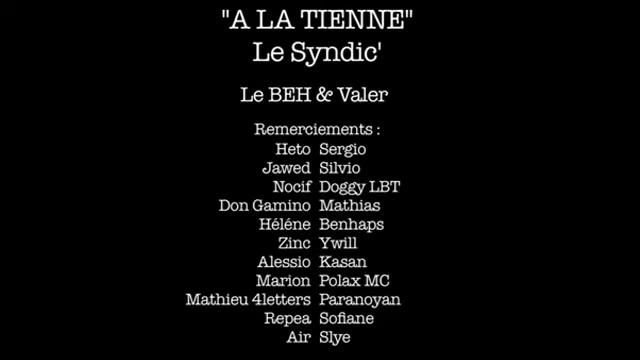 "A LA TIENNE"
Le Syndic'
Le BEH & Valer
Remerciements :
Heto Sergio
Jawed Silvio
Nocif Doggy LBT
Don Gamino Mathias
Héléne Benhaps
Zinc Ywill
Alessio Kasan
Marion Polax MC
Mathieu 4letters Paranoyan
Repea Sofiane
Air Slye